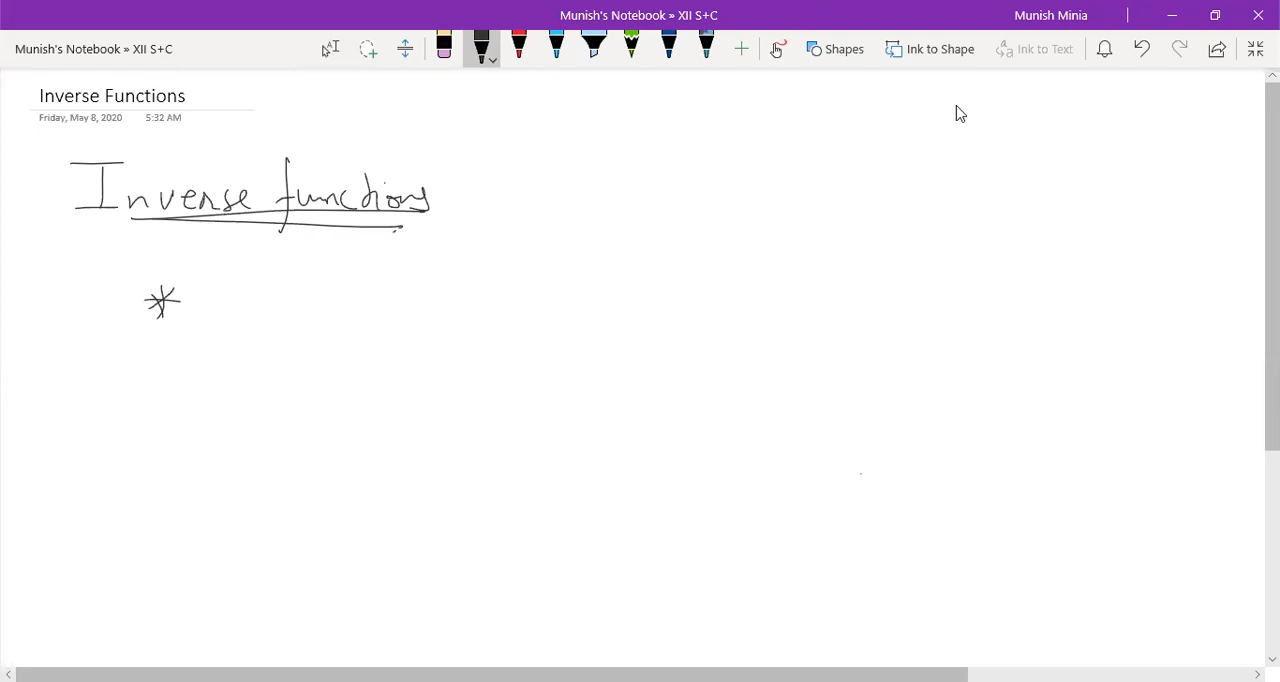 Munish's Notebook » XII S+C
Munish Minia
Munish's Notebook » XII S+C
Shapes
Ink to Shape
Ink to Text
Inverse Functions
Friday, May 8, 2020 5:32 AM
Inverse functions
*